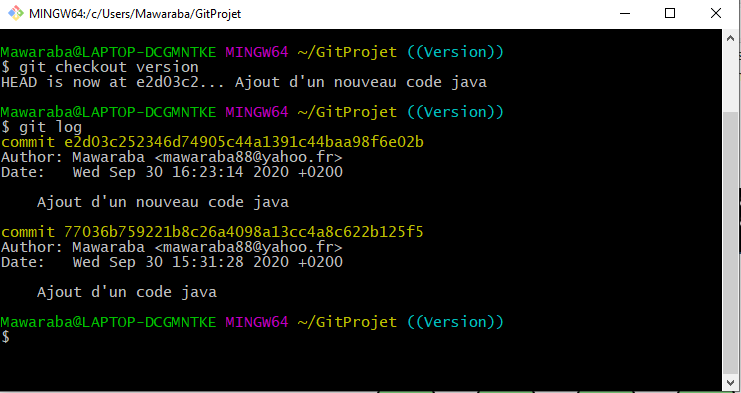 MINGW64:/c/Users/Mawaraba/GitProjet
Mawaraba@LAPTOP-DCGMNTKE MINGW64 ~/GitProjet ((Version))
$ git checkout version
HEAD is now at e2d03c2... Ajout d'un nouveau code java
Mawaraba@LAPTOP-DCGMNTKE MINGW64 ~/GitProjet ((Version))
$ git log
commit e2d03c252346d74905c44a1391c44baa98f6e02b
Author: Mawaraba <mawaraba88@yahoo.fr>
Date:   Wed Sep 30 16:23:14 2020 +0200
    Ajout d'un nouveau code java
commit 77036b759221b8c26a4098a13cc4a8c622b125f5
Author: Mawaraba <mawaraba88@yahoo.fr>
Date:   Wed Sep 30 15:31:28 2020 +0200
    Ajout d'un code java
Mawaraba@LAPTOP-DCGMNTKE MINGW64 ~/GitProjet ((Version))
$